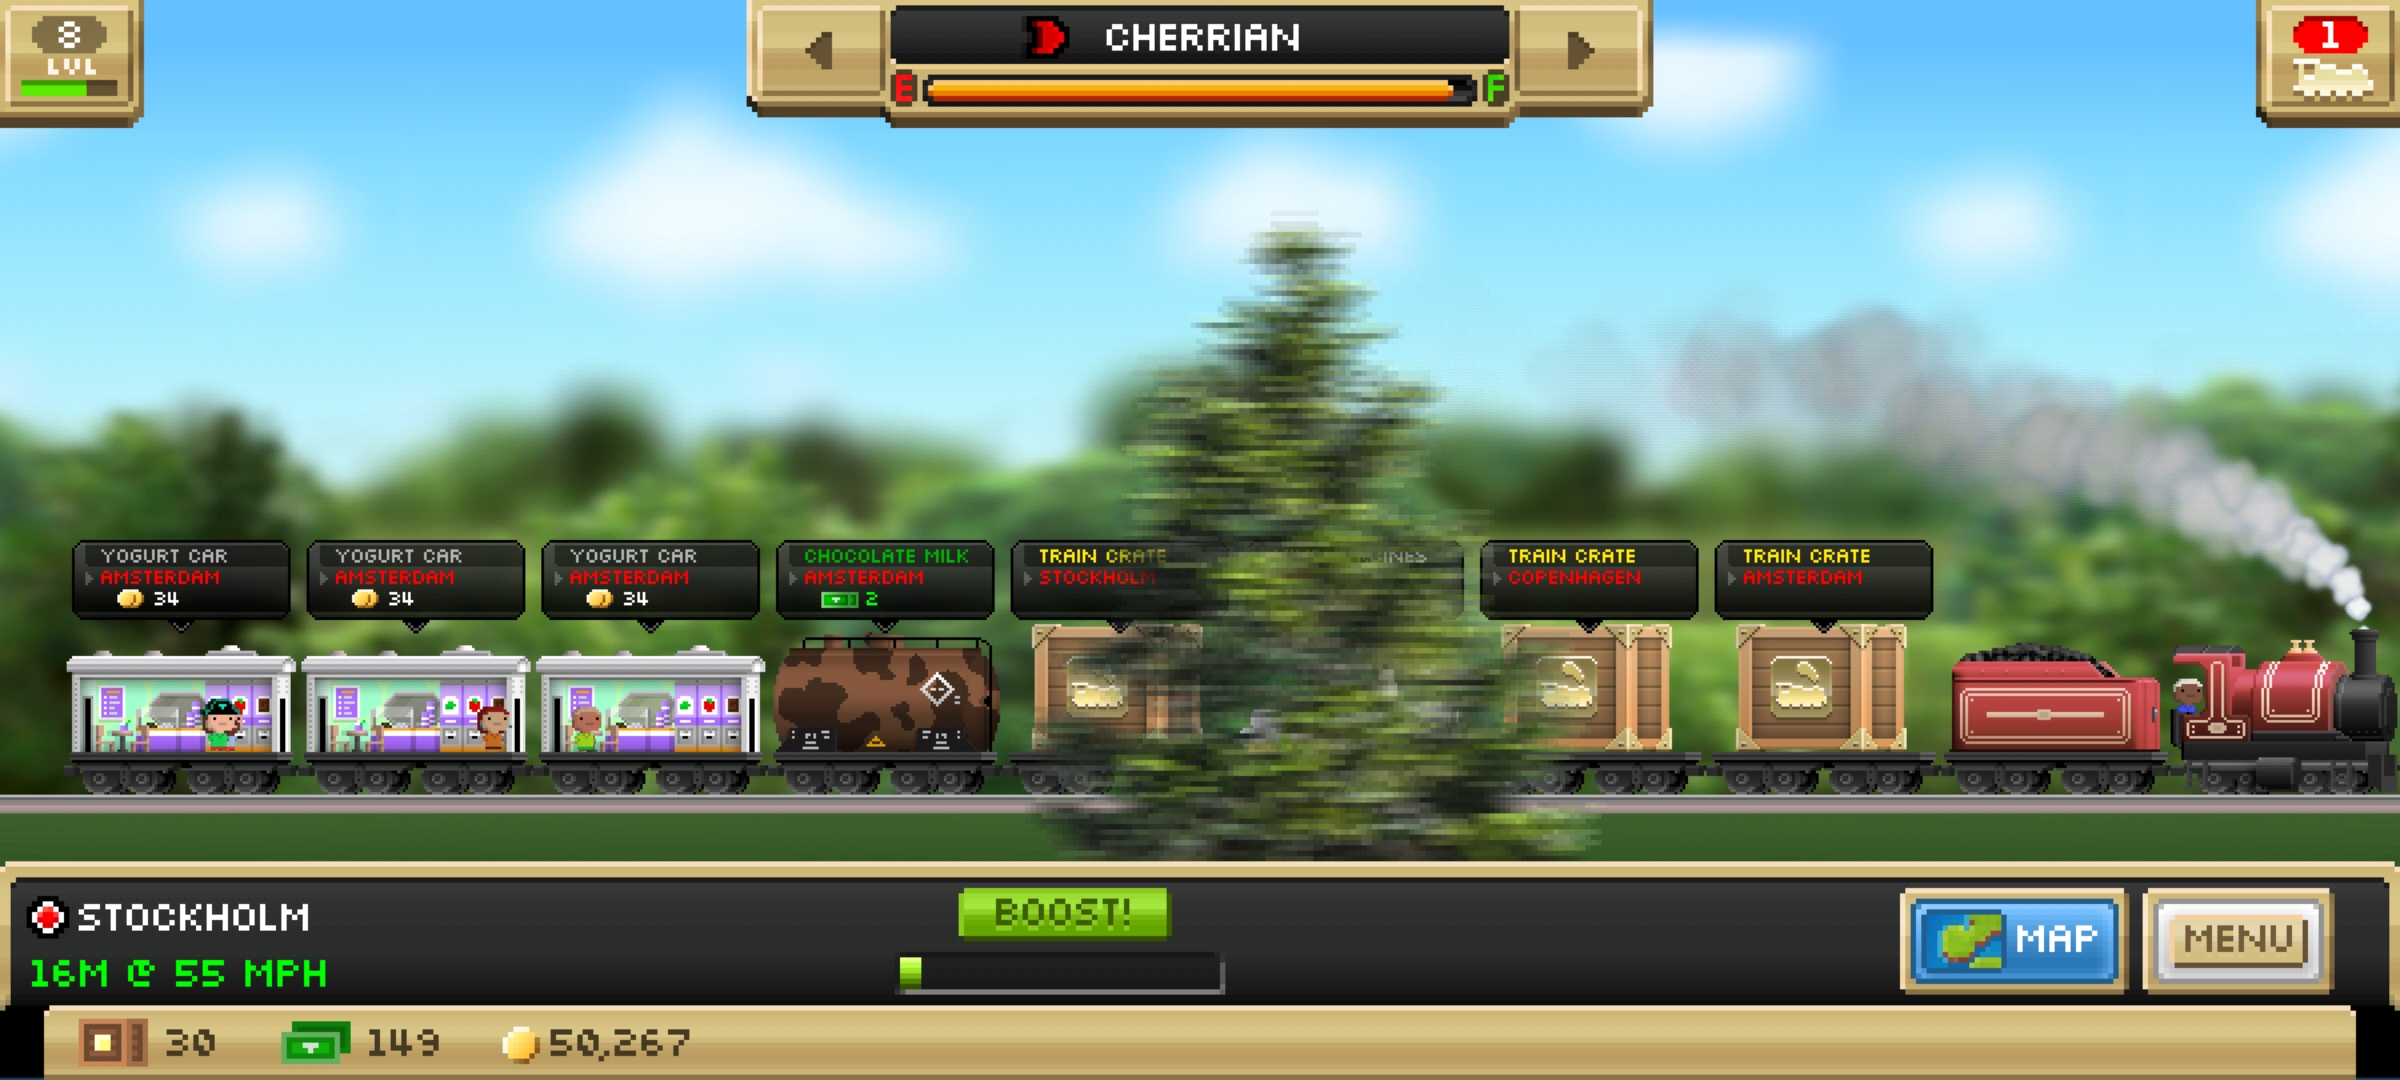 8
LVL
CHERRIAN
E
F
1
YOGURT CAR
AMSTERDAM
34
YOGURT CAR
AMSTERDAM
34
YOGURT CAR
AMSTERDAM
34
CHOCOLATE MILK
AMSTERDAM
2
TRAIN CRATE
STOCKHOLM
TRAIN CRATE
COPENHAGEN
TRAIN CRATE
AMSTERDAM
STOCKHOLM
16M @ 55 MPH
BOOST!
MAP
MENU
30
149
50,267